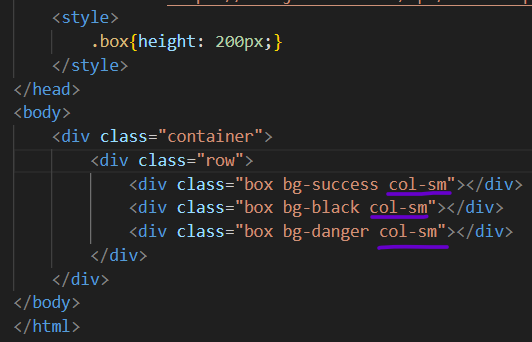 <style>
.box{height: 200px;}
</style>
</head>
<body>
<div class="container">
<div class="row">
<div class="box bg-success col-sm"></div>
<div class="box bg-black col-sm"></div>
<div class="box bg-danger col-sm"></div>
</div>
</div>
</body>
</html>